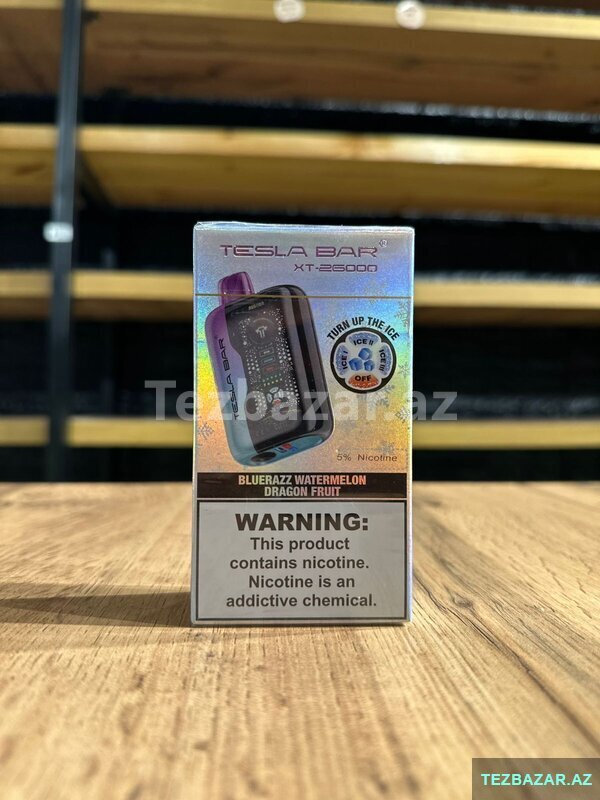 TESLA BAR®
XT-26000
TURN UP THE ICE
ICE I
ICE II
ICE III
OFF
TESLA BAR
Tezbazar.az
5% Nicotine
BLUERAZZ WATERMELON
DRAGON FRUIT
WARNING:
This product
contains nicotine.
Nicotine is an
addictive chemical.
TEZBAZAR.AZ